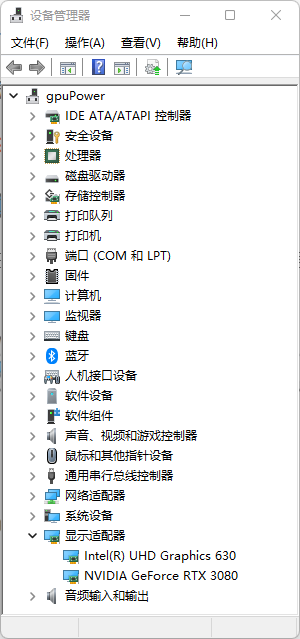 设备管理器
文件(F) 操作(A) 查看(V) 帮助(H)
gpuPower
IDE ATA/ATAPI 控制器
安全设备
处理器
磁盘驱动器
存储控制器
打印队列
打印机
端口 (COM 和 LPT)
固件
计算机
监视器
键盘
蓝牙
人机接口设备
软件设备
软件组件
声音、视频和游戏控制器
鼠标和其他指针设备
通用串行总线控制器
网络适配器
系统设备
显示适配器
Intel(R) UHD Graphics 630
NVIDIA GeForce RTX 3080
音频输入和输出